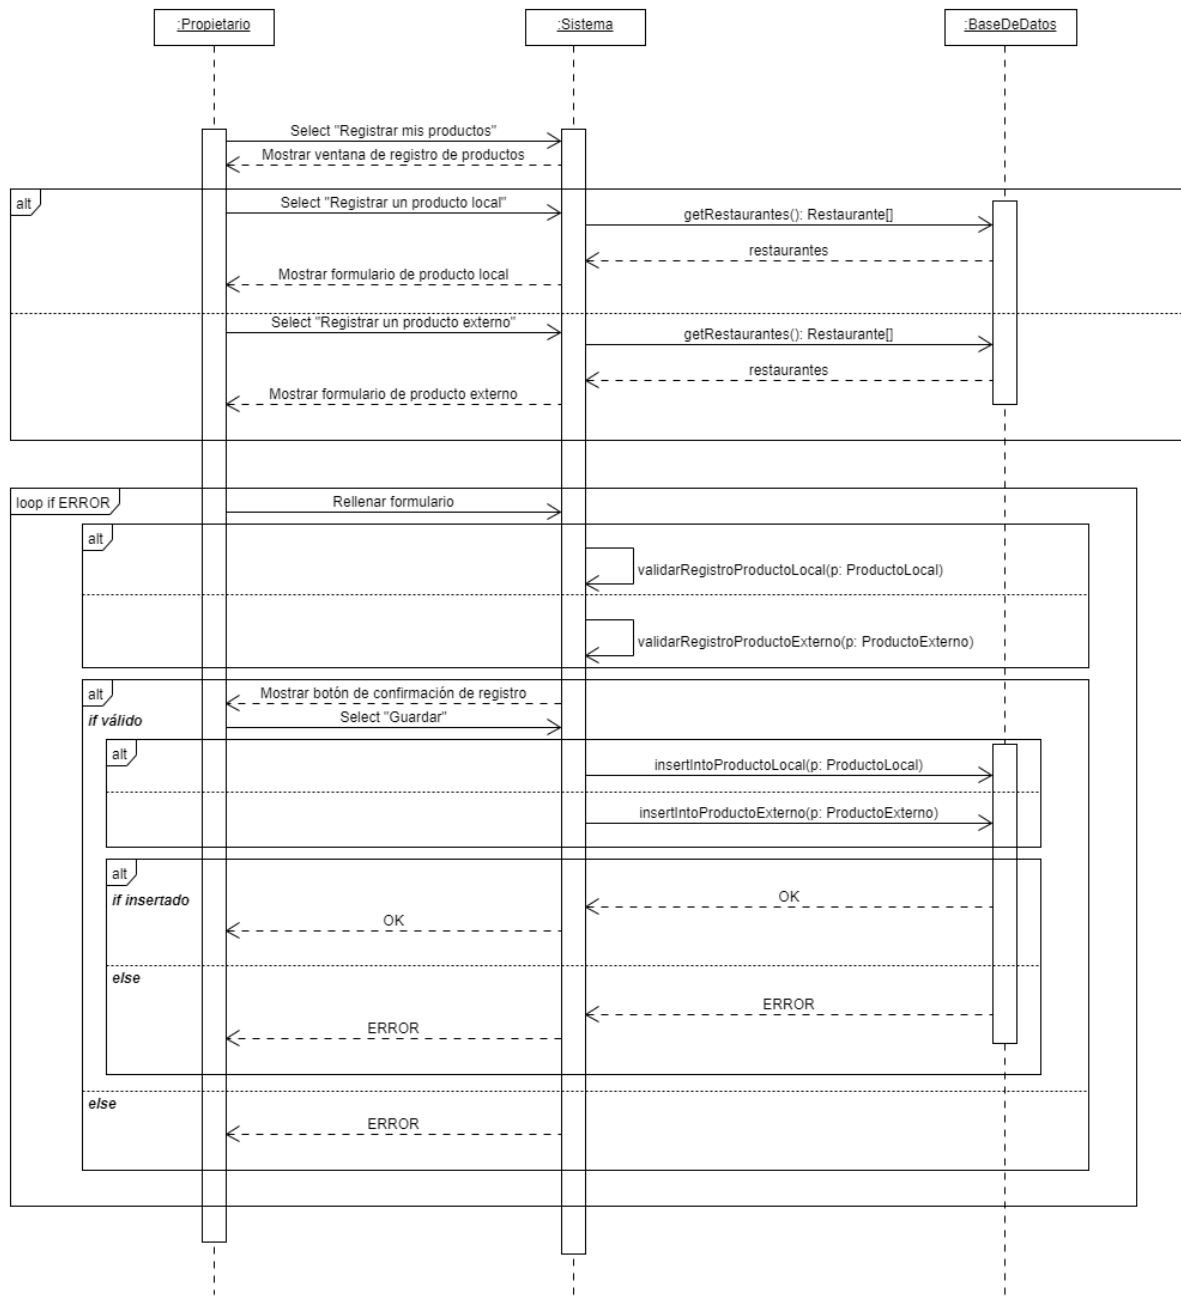 :Propietario
:Sistema
:BaseDeDatos
Select "Registrar mis productos"
Mostrar ventana de registro de productos
alt
Select "Registrar un producto local"
getRestaurantes(): Restaurante[]
restaurantes
Mostrar formulario de producto local
Select "Registrar un producto externo"
getRestaurantes(): Restaurante[]
restaurantes
Mostrar formulario de producto externo
loop if ERROR
Rellenar formulario
alt
validarRegistroProductoLocal(p: ProductoLocal)
validarRegistroProductoExterno(p: ProductoExterno)
alt
Mostrar botón de confirmación de registro
if válido
Select "Guardar"
alt
insertIntoProductoLocal(p: ProductoLocal)
insertIntoProductoExterno(p: ProductoExterno)
alt
if insertado
OK
OK
else
ERROR
ERROR
else
ERROR